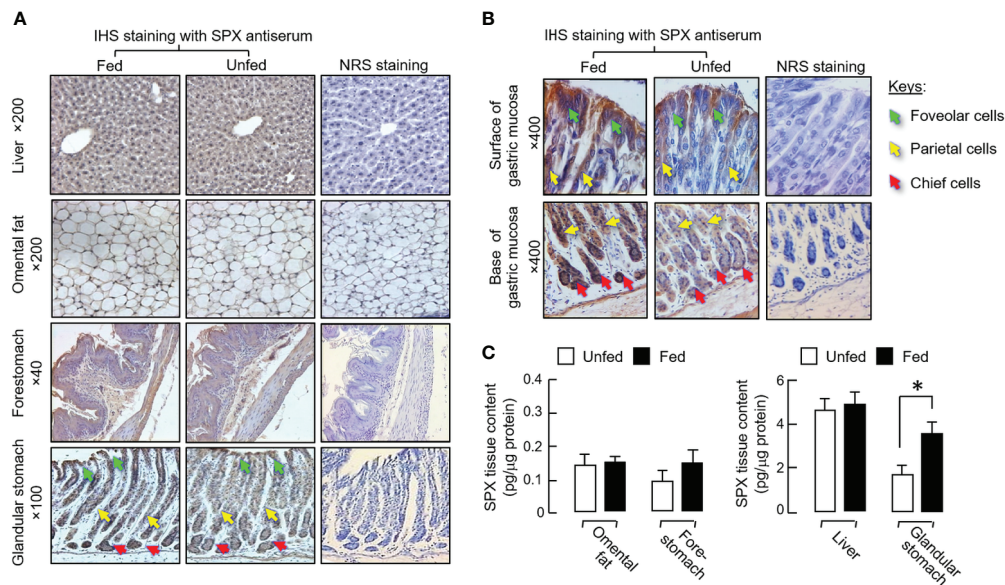 A
IHS staining with SPX antiserum
Fed
Unfed
NRS staining
Liver ×200
Omental fat
×200
Forestomach
×40
Glandular stomach
×100
B
IHS staining with SPX antiserum
Fed
Unfed
NRS staining
Surface of
gastric mucosa
×400
Base of
gastric mucosa
×400
Keys:
Foveolar cells
Parietal cells
Chief cells
C
Unfed
Fed
SPX tissue content
(pg/µg protein)
0.4
0.3
0.2
0.1
0
Omental
fat
Fore-
stomach
Unfed
Fed
SPX tissue content
(pg/µg protein)
6
4
2
0
*
Liver
Glandular
stomach